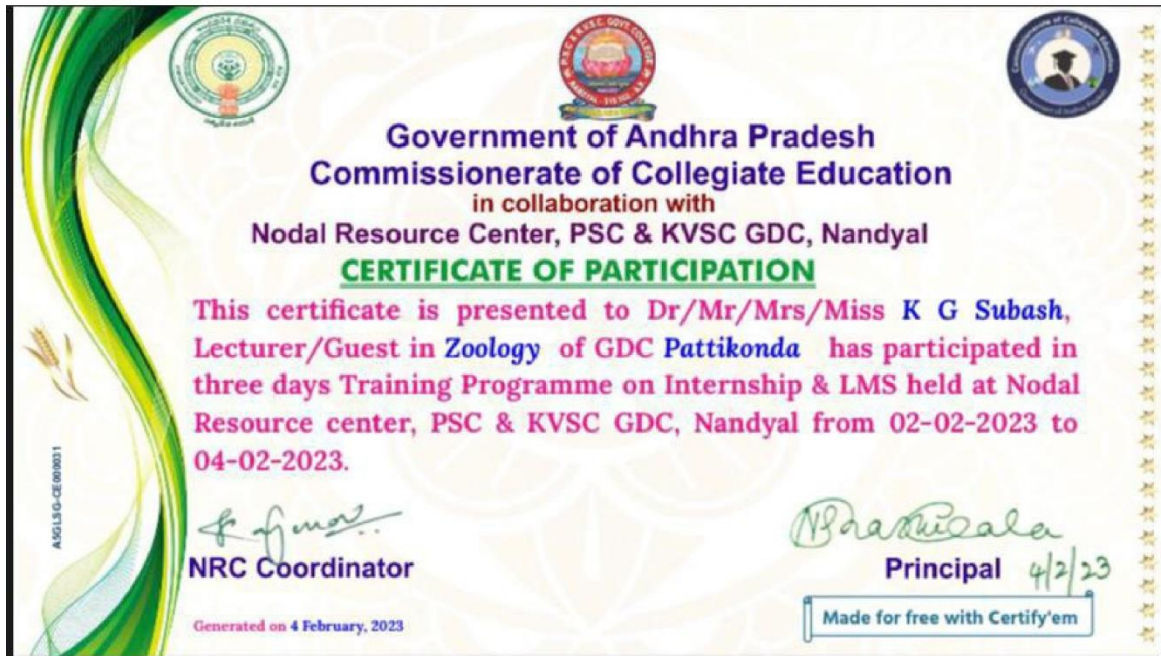 Government of Andhra Pradesh
Commissionerate of Collegiate Education
in collaboration with
Nodal Resource Center, PSC & KVSC GDC, Nandyal
CERTIFICATE OF PARTICIPATION
This certificate is presented to Dr/Mr/Mrs/Miss K G Subash,
Lecturer/Guest in Zoology of GDC Pattikonda has participated in
three days Training Programme on Internship & LMS held at Nodal
Resource center, PSC & KVSC GDC, Nandyal from 02-02-2023 to
04-02-2023.
ASGLSG-CE000031
NRC Coordinator
Principal 4/2/23
Generated on 4 February, 2023
Made for free with Certify'em